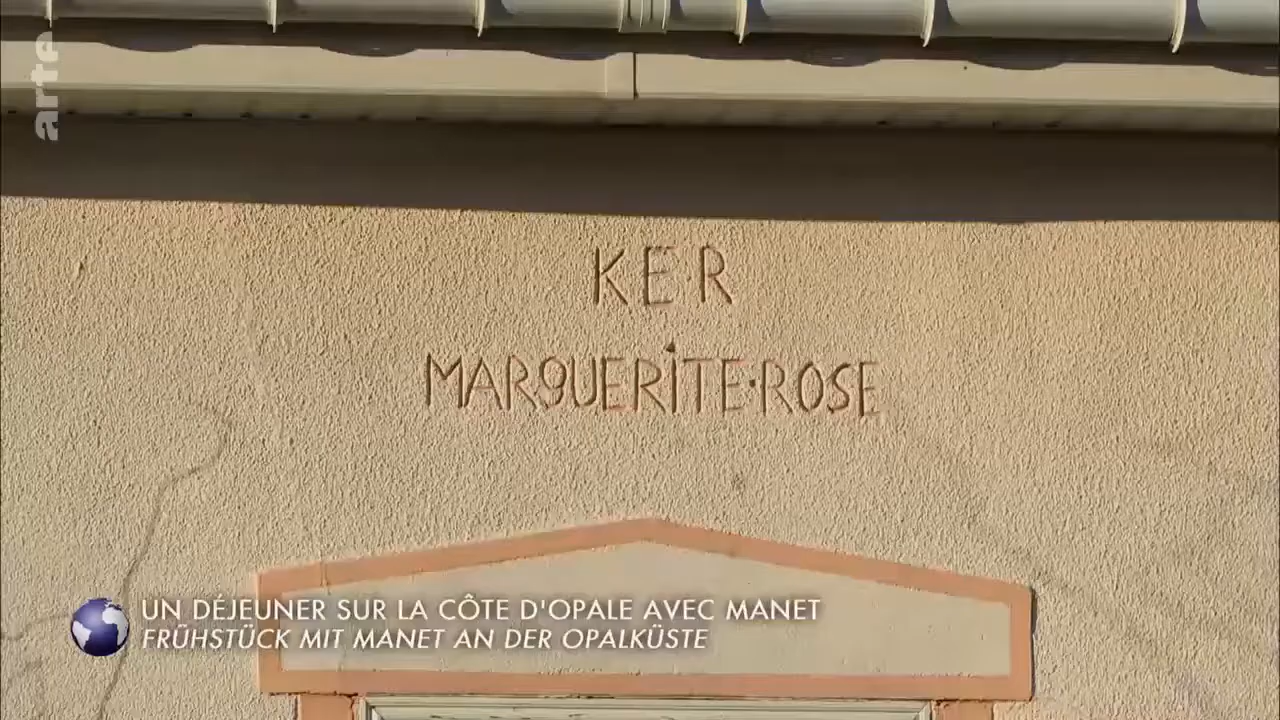 arte
KER
MARgUERITE·ROSE
UN DÉJEUNER SUR LA CÔTE D'OPALE AVEC MANET
FRÜHSTÜCK MIT MANET AN DER OPALKÜSTE